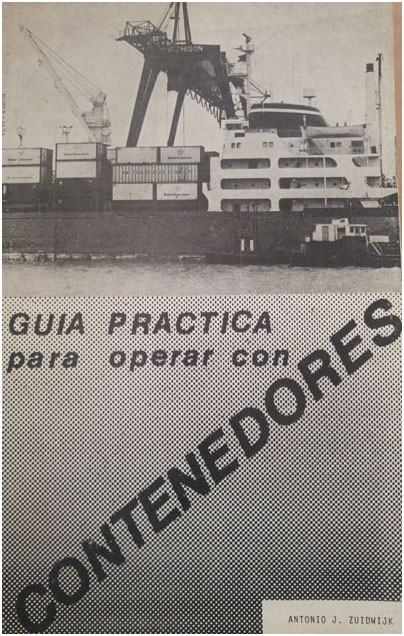 GUIA PRACTICA
para operar con
CONTENEDORES
ANTONIO J. ZUIDWIJK